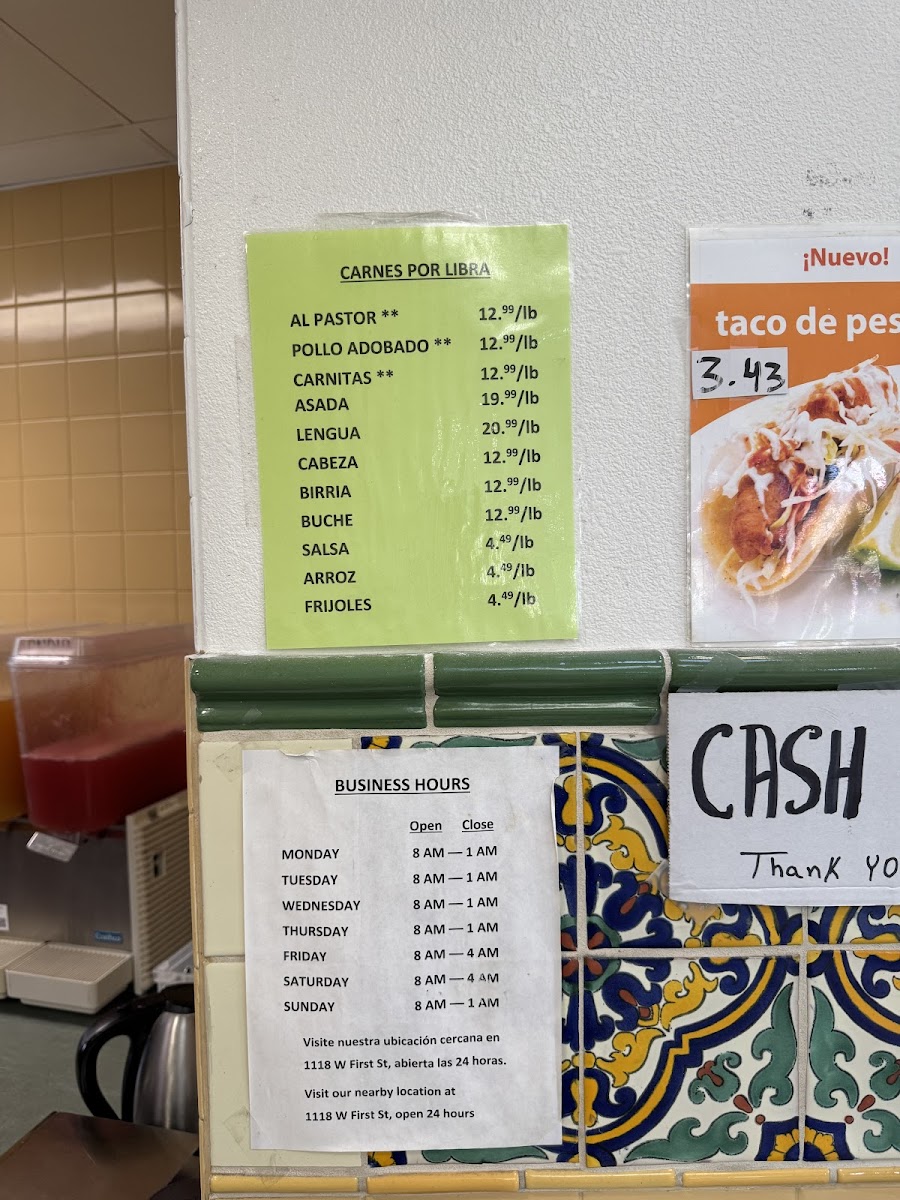 CARNES POR LIBRA
AL PASTOR ** 12.99/lb
POLLO ADOBADO ** 12.99/lb
CARNITAS ** 12.99/lb
ASADA 19.99/lb
LENGUA 20.99/lb
CABEZA 12.99/lb
BIRRIA 12.99/lb
BUCHE 12.99/lb
SALSA 4.49/lb
ARROZ 4.49/lb
FRIJOLES 4.49/lb
¡Nuevo!
taco de pes
3.43
CASH
Thank YO
BUSINESS HOURS
Open Close
MONDAY 8 AM — 1 AM
TUESDAY 8 AM — 1 AM
WEDNESDAY 8 AM — 1 AM
THURSDAY 8 AM — 1 AM
FRIDAY 8 AM — 4 AM
SATURDAY 8 AM — 4 AM
SUNDAY 8 AM — 1 AM
Visite nuestra ubicación cercana en
1118 W First St, abierta las 24 horas.
Visit our nearby location at
1118 W First St, open 24 hours